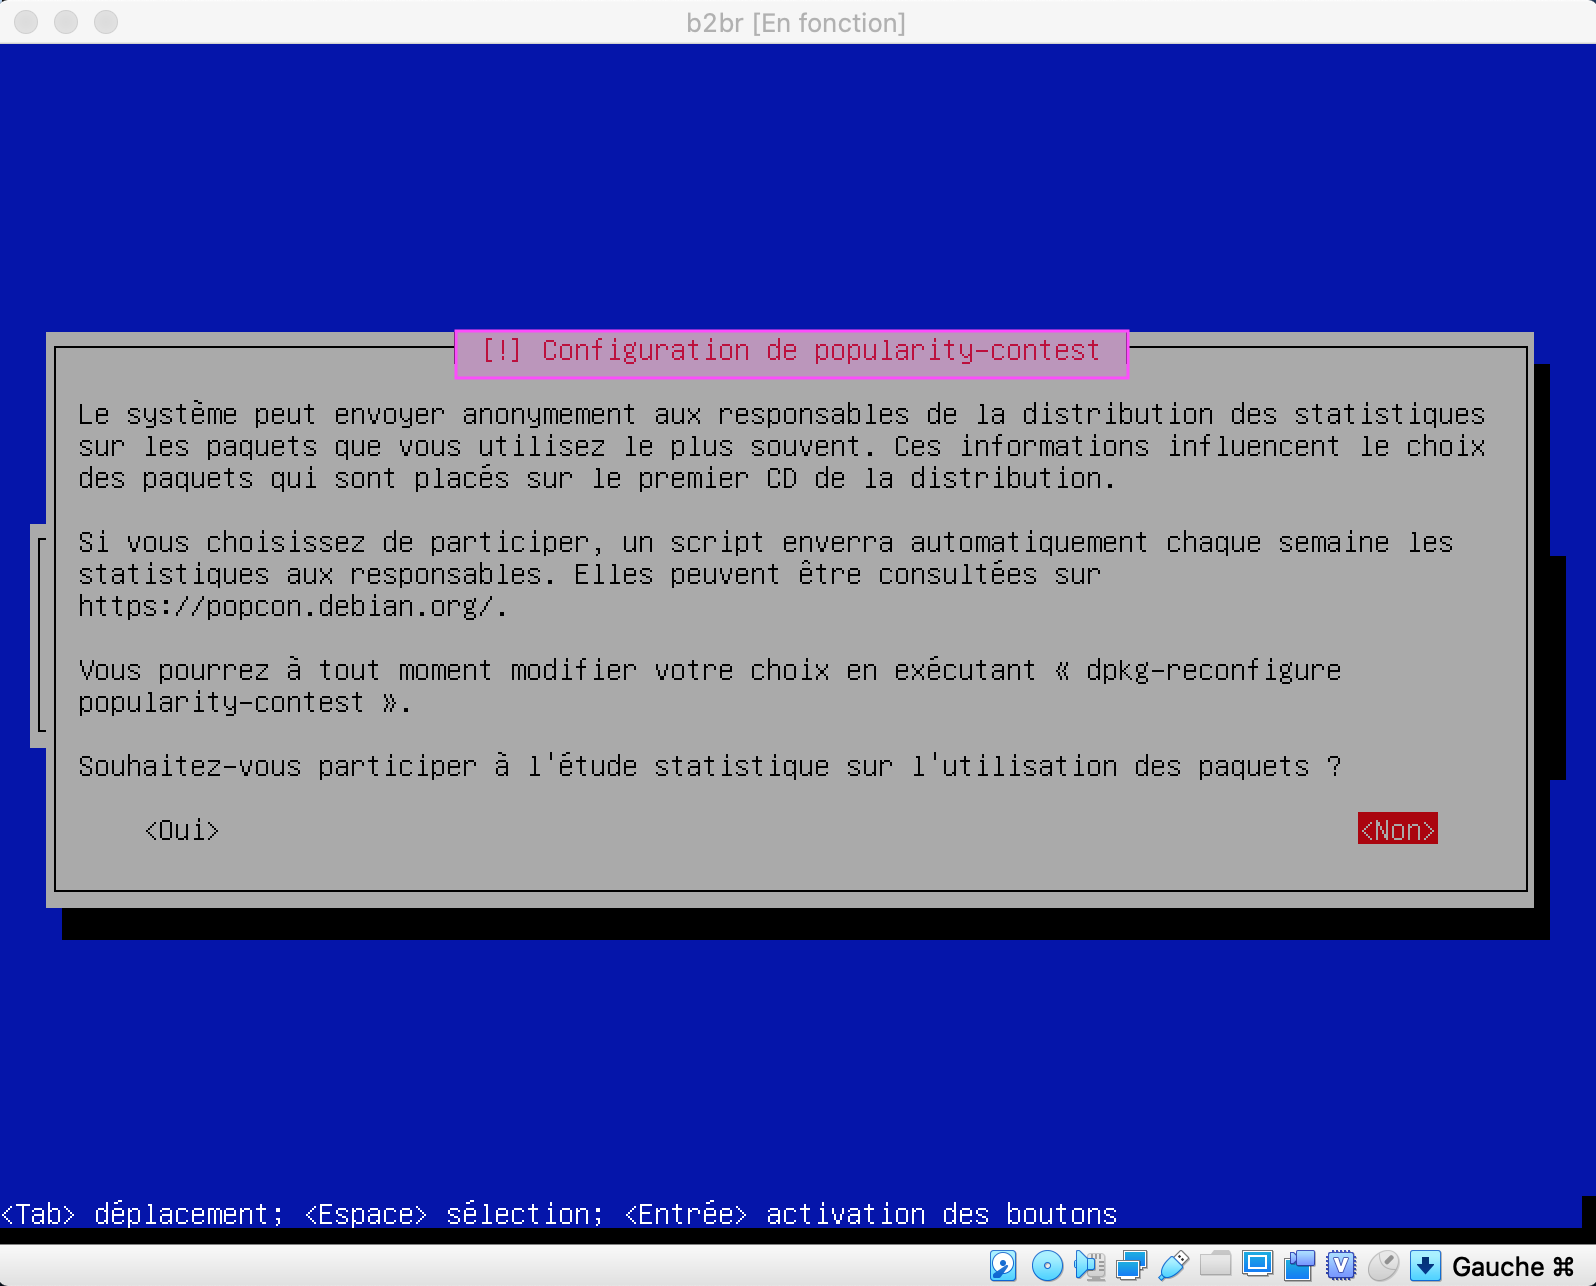 b2br [En fonction]
[!] Configuration de popularity-contest
Le système peut envoyer anonymement aux responsables de la distribution des statistiques
sur les paquets que vous utilisez le plus souvent. Ces informations influencent le choix
des paquets qui sont placés sur le premier CD de la distribution.
Si vous choisissez de participer, un script enverra automatiquement chaque semaine les
statistiques aux responsables. Elles peuvent être consultées sur
https://popcon.debian.org/.
Vous pourrez à tout moment modifier votre choix en exécutant « dpkg-reconfigure
popularity-contest ».
Souhaitez-vous participer à l'étude statistique sur l'utilisation des paquets ?
<Oui> <Non>
<Tab> déplacement; <Espace> sélection; <Entrée> activation des boutons
Gauche ⌘